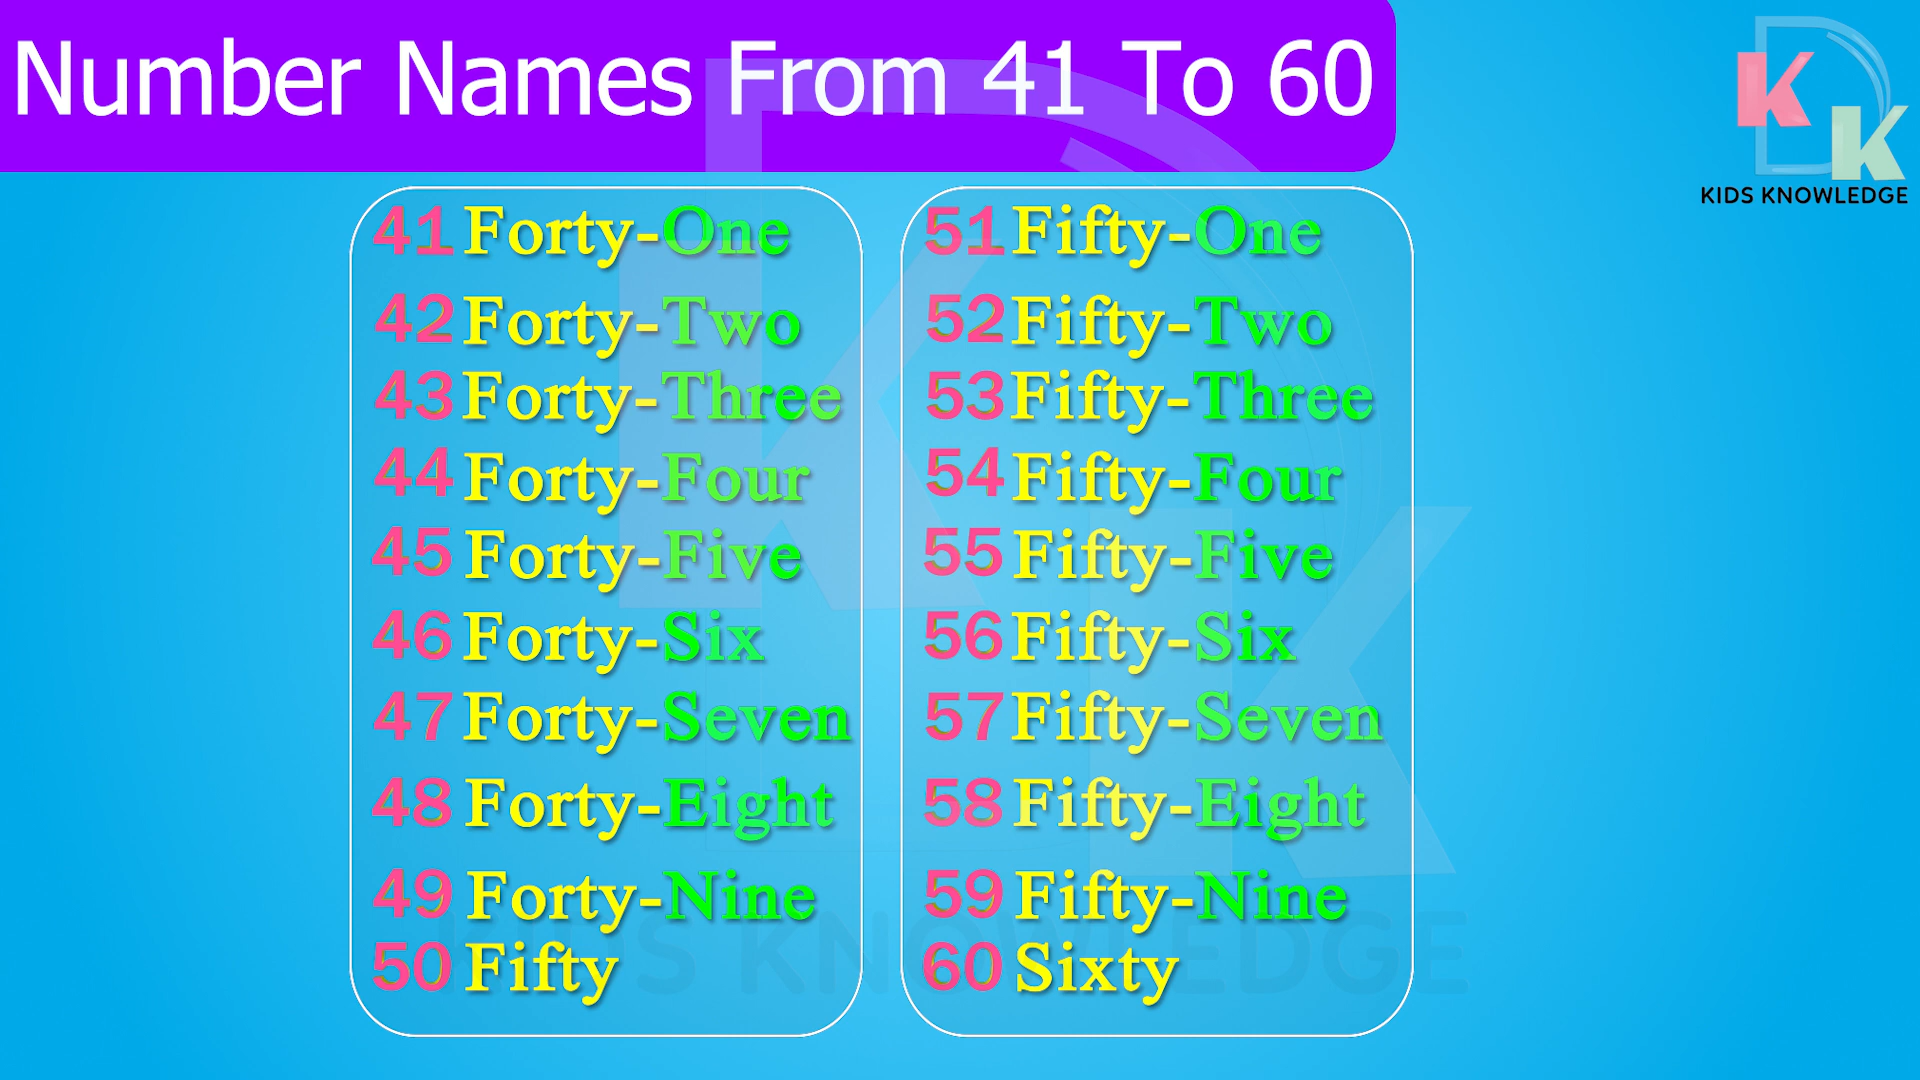 Number Names From 41 To 60
K
K
KIDS KNOWLEDGE
41 Forty-One
42 Forty-Two
43 Forty-Three
44 Forty-Four
45 Forty-Five
46 Forty-Six
47 Forty-Seven
48 Forty-Eight
49 Forty-Nine
50 Fifty
51 Fifty-One
52 Fifty-Two
53 Fifty-Three
54 Fifty-Four
55 Fifty-Five
56 Fifty-Six
57 Fifty-Seven
58 Fifty-Eight
59 Fifty-Nine
60 Sixty
KIDS KNOWLEDGE